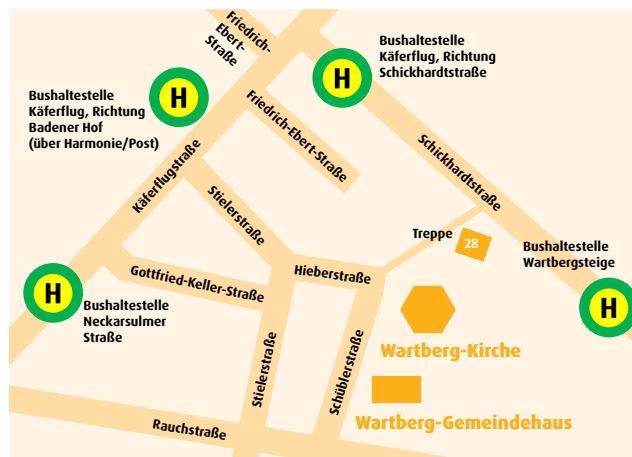 Friedrich-
Ebert-
Straße
Bushaltestelle
Käferflug, Richtung
Schickhardtstraße
H
H
Bushaltestelle
Käferflug, Richtung
Badener Hof
(über Harmonie/Post)
Friedrich-Ebert-Straße
Schickhardtstraße
Käferflugstraße
Stielerstraße
Treppe
28
Bushaltestelle
Wartbergsteige
Gottfried-Keller-Straße
Hieberstraße
H
H
Bushaltestelle
Neckarsulmer
Straße
Wartberg-Kirche
Stielerstraße
Schüblerstraße
Wartberg-Gemeindehaus
Rauchstraße